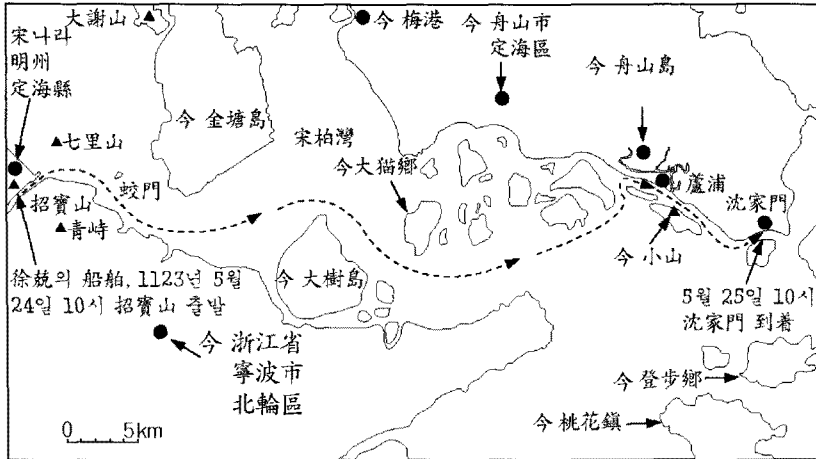 大謝山
宋나라
明州
定海縣
今 梅港
今 舟山市
定海區
今 舟山島
七里山
今 金塘島
宋柏灣
今大猫鄉
蘆浦
沈家門
招寶山
蛟門
青峙
今 小山
徐兢의 船舶, 1123년 5월
24일 10시 招寶山 출발
今 大樹島
5월 25일 10시
沈家門 到着
今 浙江省
寧波市
北輪區
今 登步鄉
今 桃花鎭
0 5km